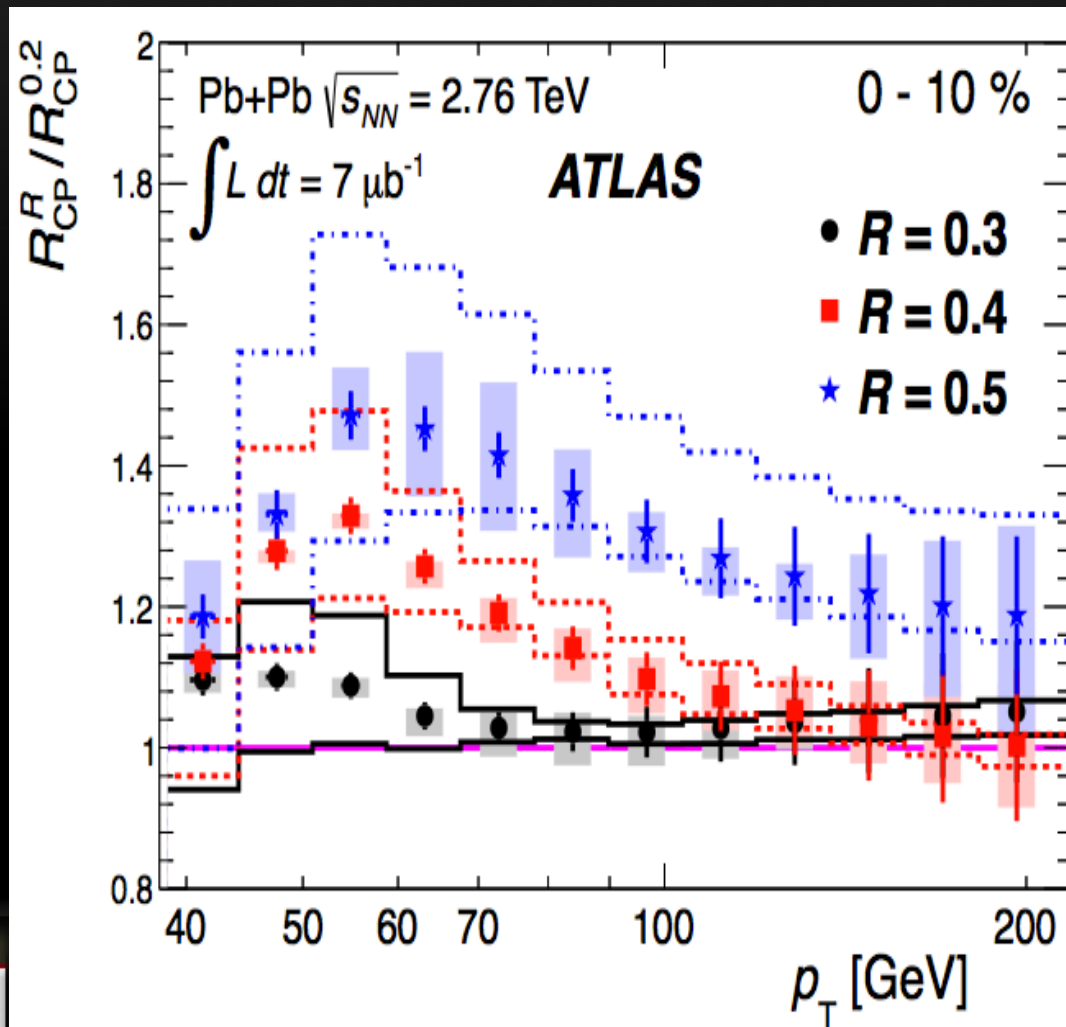 R_CP^R / R_CP^0.2
2
1.8
1.6
1.4
1.2
1
0.8
Pb+Pb √s_NN = 2.76 TeV
0 - 10 %
∫L dt = 7 μb⁻¹
ATLAS
R = 0.3
R = 0.4
R = 0.5
40 50 60 70 100 200
p_T [GeV]